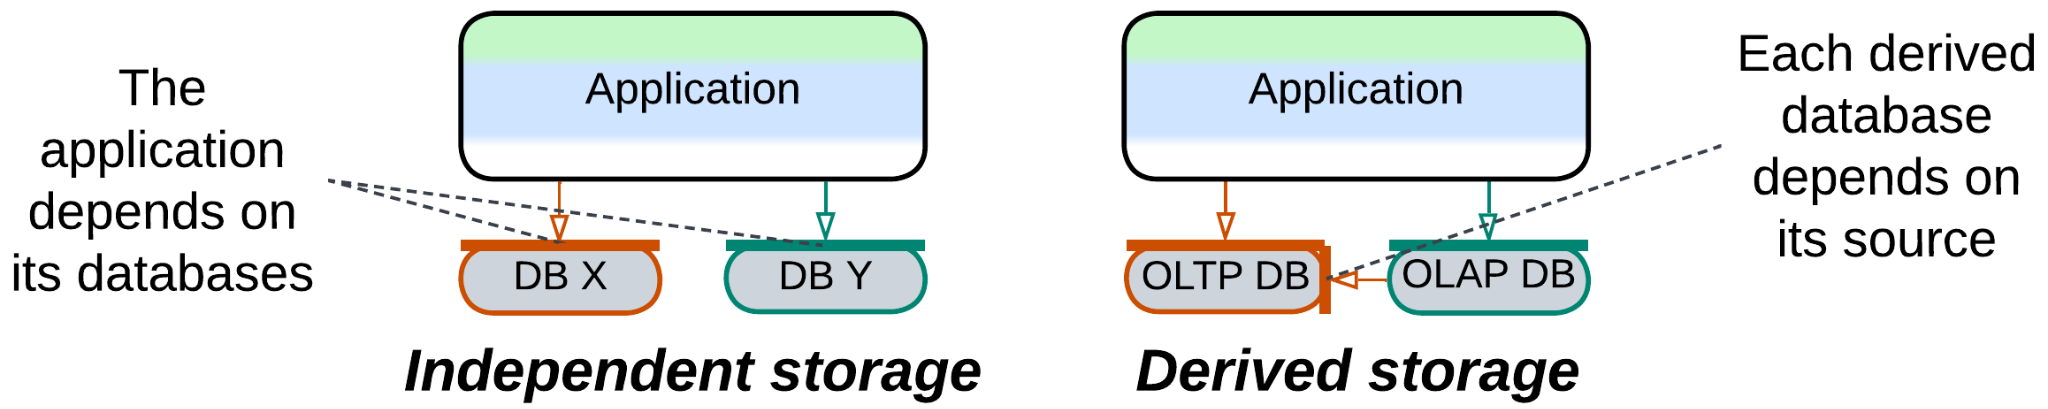 The
application
depends on
its databases
Application
DB X
DB Y
Independent storage
Application
OLTP DB
OLAP DB
Derived storage
Each derived
database
depends on
its source